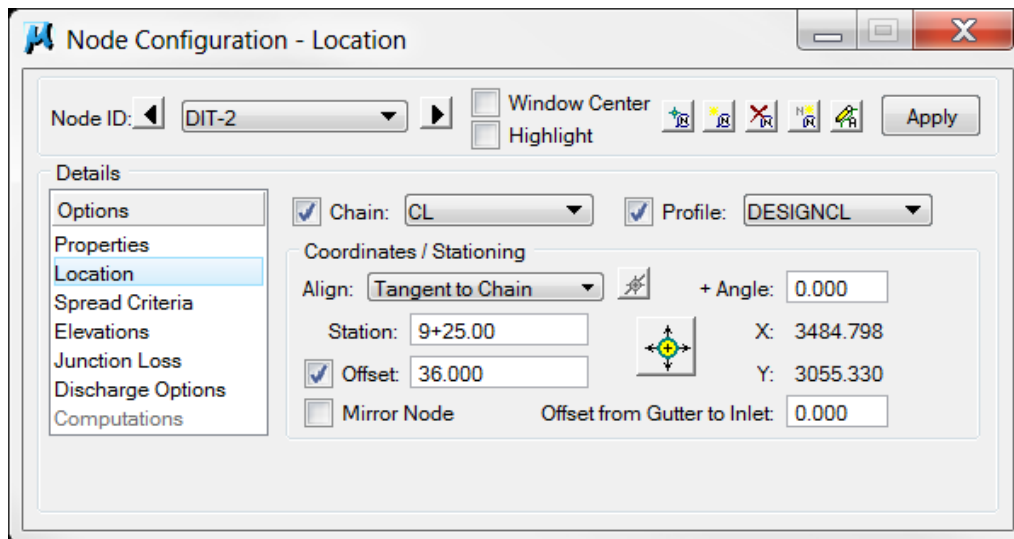 Node Configuration - Location
Node ID: DIT-2
Window Center
Highlight
Apply
Details
Options
Properties
Location
Spread Criteria
Elevations
Junction Loss
Discharge Options
Computations
Chain: CL
Profile: DESIGNCL
Coordinates / Stationing
Align: Tangent to Chain
+ Angle: 0.000
Station: 9+25.00
X: 3484.798
Offset: 36.000
Y: 3055.330
Mirror Node
Offset from Gutter to Inlet: 0.000